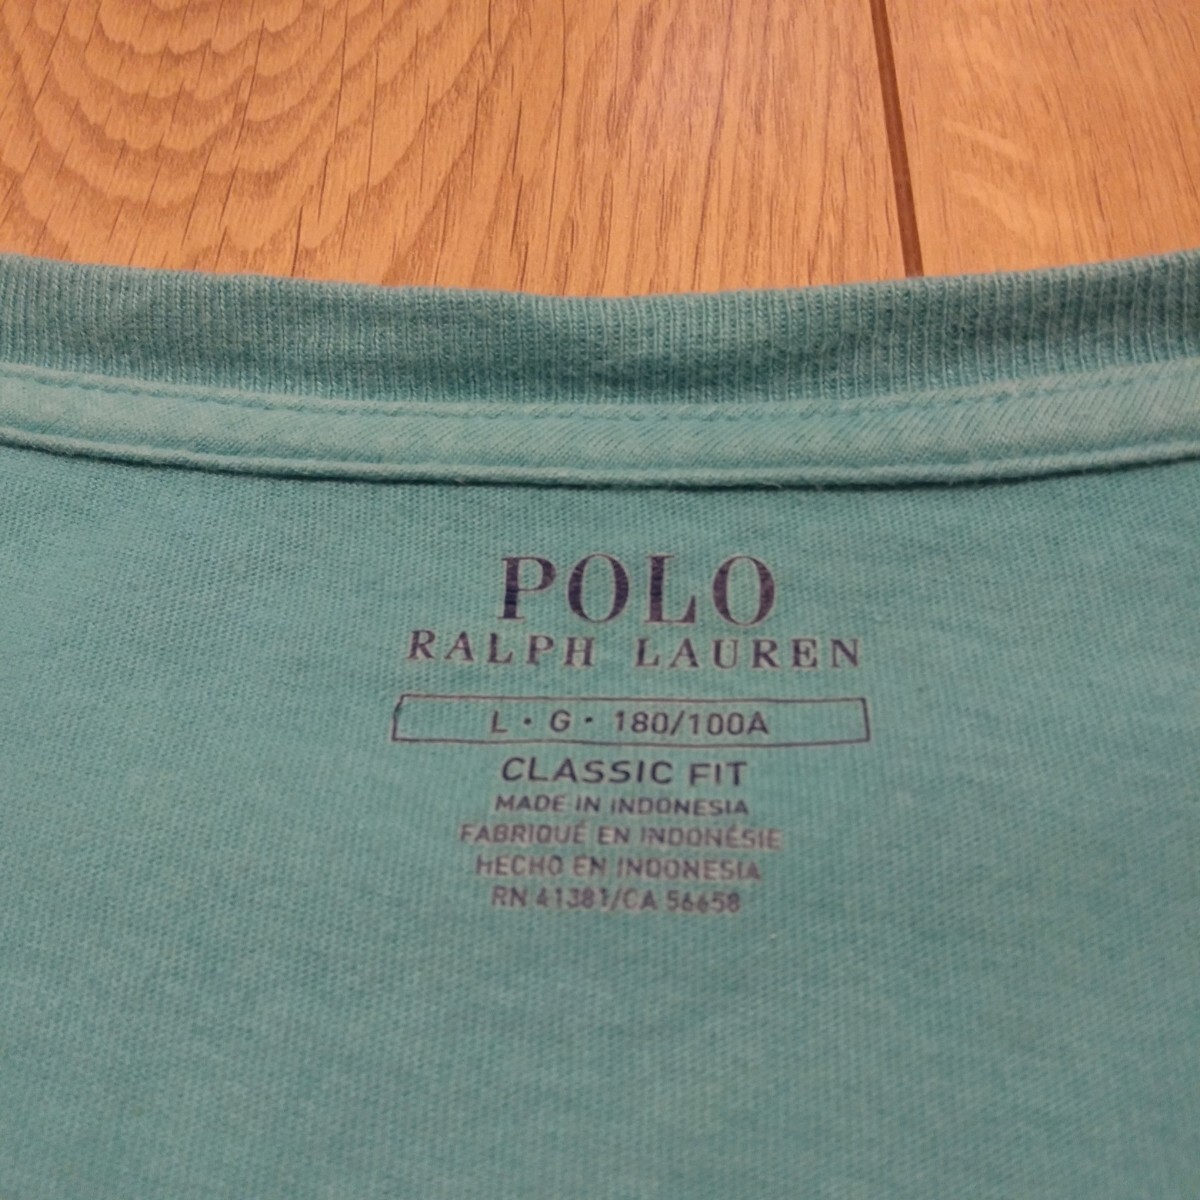 POLO
RALPH LAUREN
L · G · 180/100A
CLASSIC FIT
MADE IN INDONESIA
FABRIQUÉ EN INDONÉSIE
HECHO EN INDONESIA
RN 41381/CA 56658